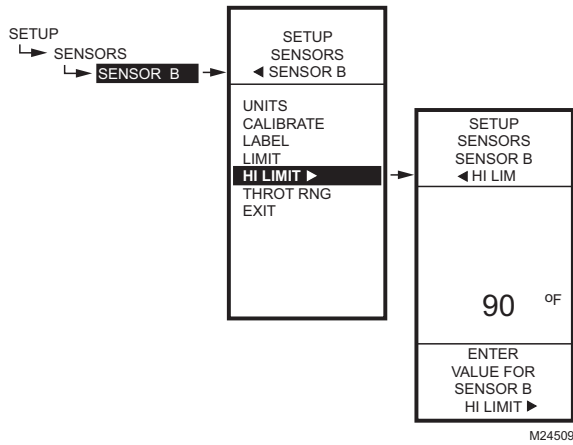 SETUP
SENSORS
SENSOR B
SETUP
SENSORS
◀ SENSOR B
UNITS
CALIBRATE
LABEL
LIMIT
HI LIMIT ▶
THROT RNG
EXIT
SETUP
SENSORS
SENSOR B
◀ HI LIM
90 ºF
ENTER
VALUE FOR
SENSOR B
HI LIMIT ▶
M24509